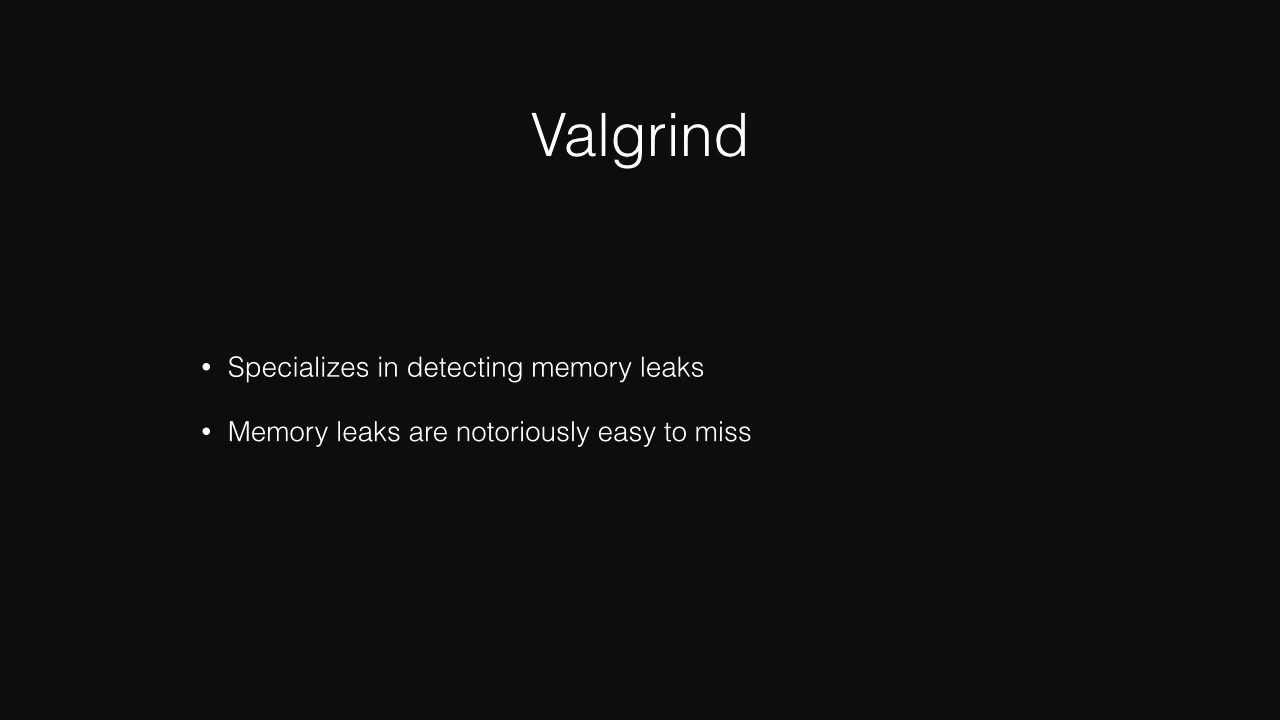 Valgrind
• Specializes in detecting memory leaks
• Memory leaks are notoriously easy to miss